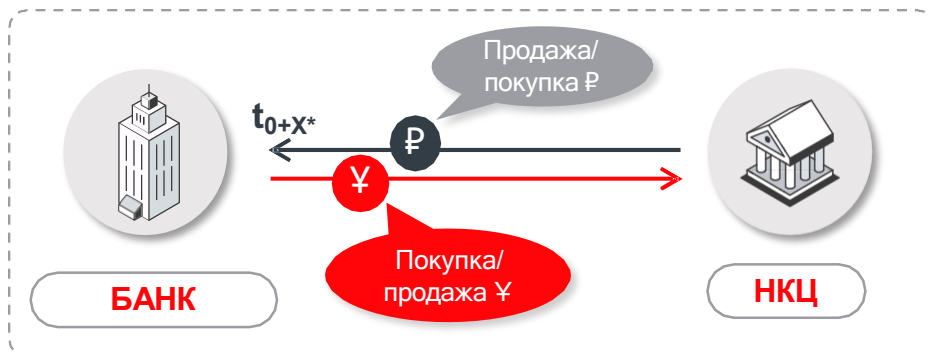 Продажа/
покупка ₽
t0+X*
₽
¥
Покупка/
продажа ¥
БАНК
НКЦ